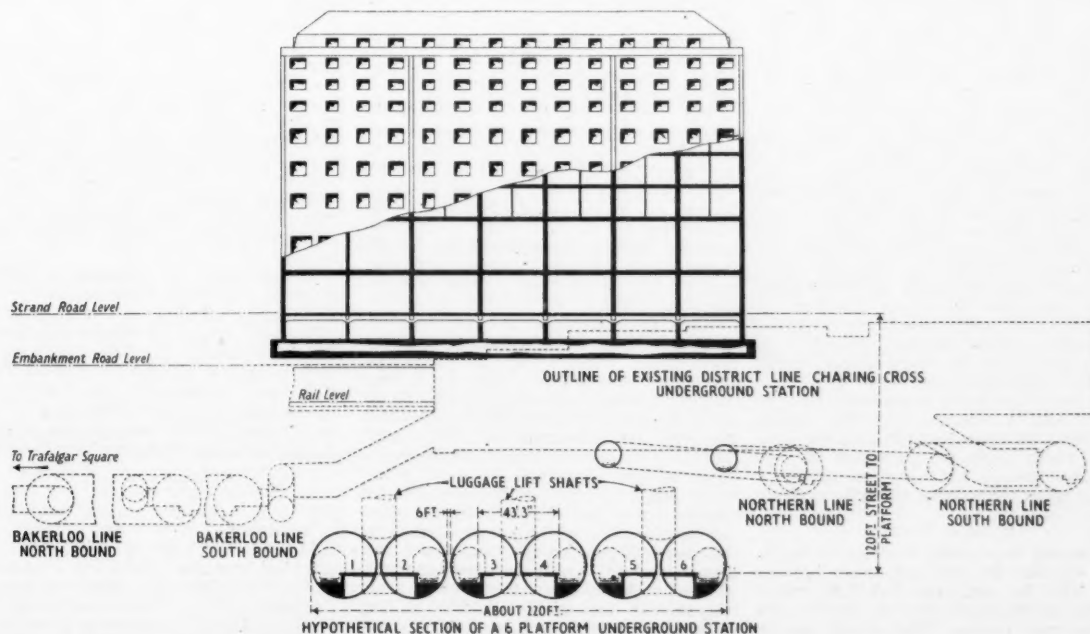 Strand Road Level
Embankment Road Level
Rail Level
OUTLINE OF EXISTING DISTRICT LINE CHARING CROSS
UNDERGROUND STATION
To Trafalgar Square
BAKERLOO LINE
NORTH BOUND
BAKERLOO LINE
SOUTH BOUND
LUGGAGE LIFT SHAFTS
6FT
43.3"
NORTHERN LINE
NORTH BOUND
NORTHERN LINE
SOUTH BOUND
120FT STREET TO
PLATFORM
1 2 3 4 5 6
ABOUT 220FT.
HYPOTHETICAL SECTION OF A 6 PLATFORM UNDERGROUND STATION